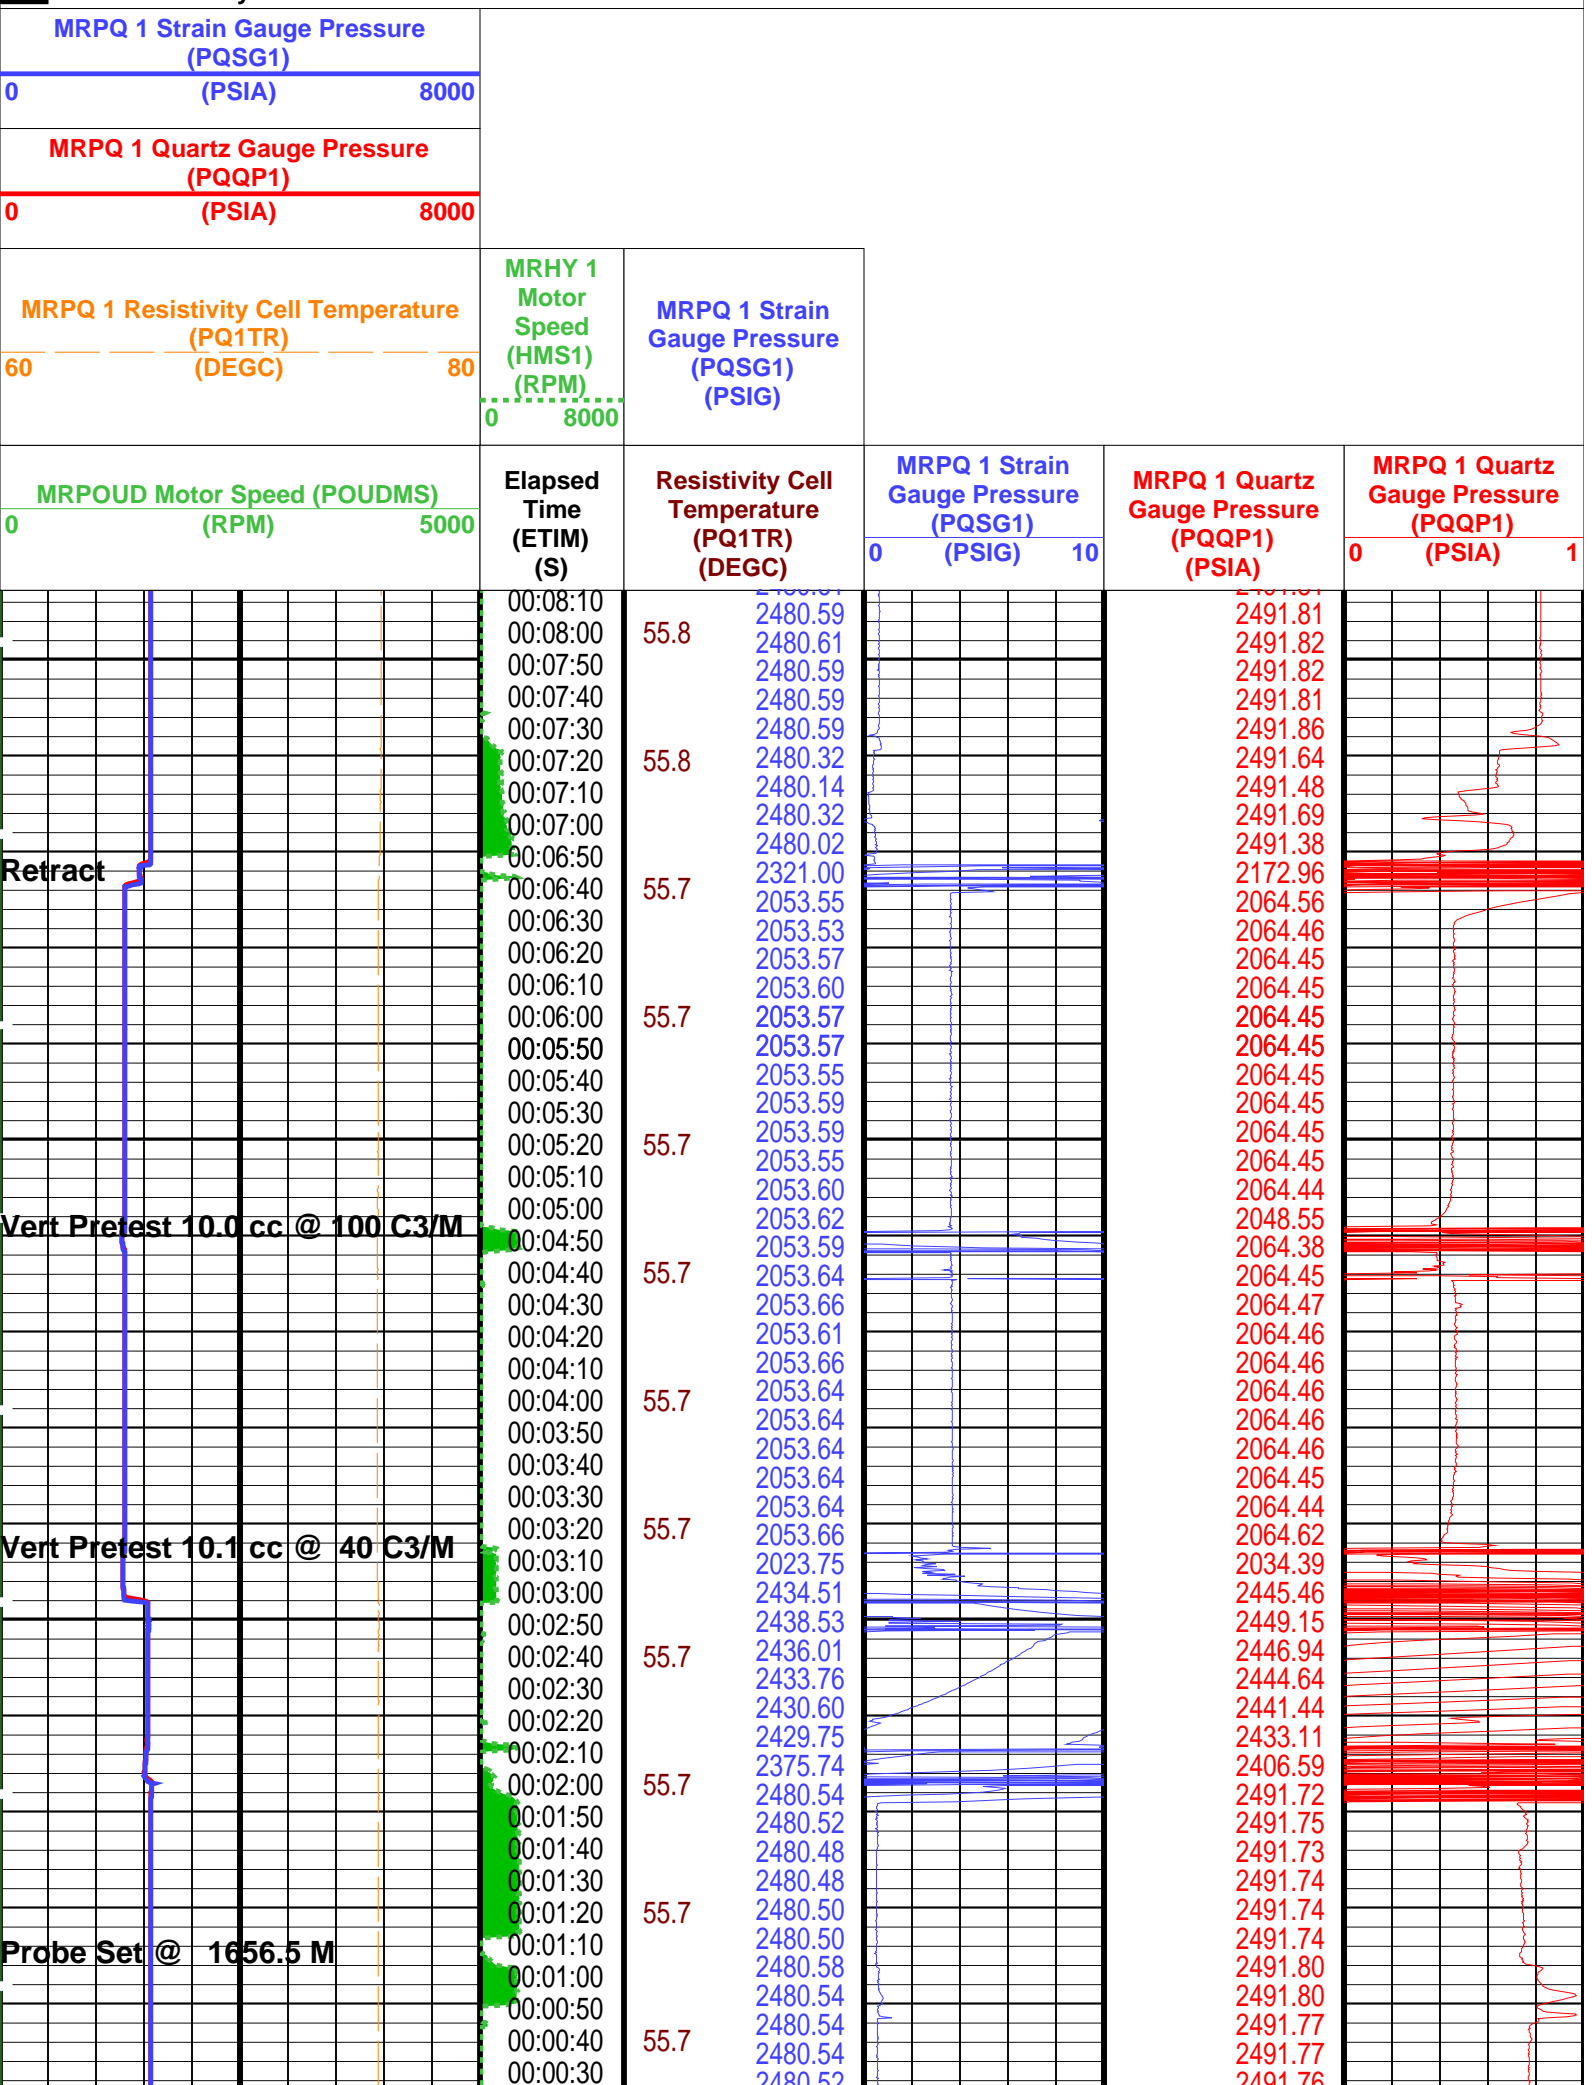 MRPQ 1 Strain Gauge Pressure
(PQSG1)
0 (PSIA) 8000
MRPQ 1 Quartz Gauge Pressure
(PQQP1)
0 (PSIA) 8000
MRPQ 1 Resistivity Cell Temperature
(PQ1TR)
60 (DEGC) 80
MRHY 1
Motor
Speed
(HMS1)
(RPM)
0 8000
MRPQ 1 Strain
Gauge Pressure
(PQSG1)
(PSIG)
MRPOUD Motor Speed (POUDMS)
0 (RPM) 5000
Elapsed
Time
(ETIM)
(S)
Resistivity Cell
Temperature
(PQ1TR)
(DEGC)
MRPQ 1 Strain
Gauge Pressure
(PQSG1)
0 (PSIG) 10
MRPQ 1 Quartz
Gauge Pressure
(PQQP1)
(PSIA)
MRPQ 1 Quartz
Gauge Pressure
(PQQP1)
0 (PSIA) 1
00:08:10 2480.59 2491.81
00:08:00 55.8 2480.61 2491.82
00:07:50 2480.59 2491.82
00:07:40 2480.59 2491.81
00:07:30 2480.59 2491.86
00:07:20 55.8 2480.32 2491.64
00:07:10 2480.14 2491.48
00:07:00 2480.32 2491.69
2480.02 2491.38
00:06:50
Retract 2321.00 2172.96
00:06:40 55.7 2053.55 2064.56
00:06:30 2053.53 2064.46
00:06:20 2053.57 2064.45
00:06:10 2053.60 2064.45
00:06:00 55.7 2053.57 2064.45
00:05:50 2053.57 2064.45
00:05:40 2053.55 2064.45
00:05:30 2053.59 2064.45
00:05:20 55.7 2053.59 2064.45
00:05:10 2053.55 2064.45
2053.60 2064.44
00:05:00 2053.62 2048.55
Vert Pretest 10.0 cc @ 100 C3/M
00:04:50 2053.59 2064.38
00:04:40 55.7 2053.64 2064.45
00:04:30 2053.66 2064.47
00:04:20 2053.61 2064.46
00:04:10 2053.66 2064.46
00:04:00 55.7 2053.64 2064.46
00:03:50 2053.64 2064.46
2053.64 2064.46
00:03:40 2053.64 2064.45
00:03:30 2053.64 2064.44
00:03:20 55.7 2053.66 2064.62
Vert Pretest 10.1 cc @ 40 C3/M
00:03:10 2023.75 2034.39
00:03:00 2434.51 2445.46
00:02:50 2438.53 2449.15
00:02:40 55.7 2436.01 2446.94
00:02:30 2433.76 2444.64
2430.60 2441.44
00:02:20 2429.75 2433.11
00:02:10 2375.74 2406.59
00:02:00 55.7 2480.54 2491.72
00:01:50 2480.52 2491.75
00:01:40 2480.48 2491.73
00:01:30 2480.48 2491.74
00:01:20 55.7 2480.50 2491.74
00:01:10 2480.50 2491.74
Probe Set @ 1656.5 M
00:01:00 2480.58 2491.80
00:00:50 2480.54 2491.80
2480.54 2491.77
00:00:40 55.7 2480.54 2491.77
00:00:30 2480.52 2491.76